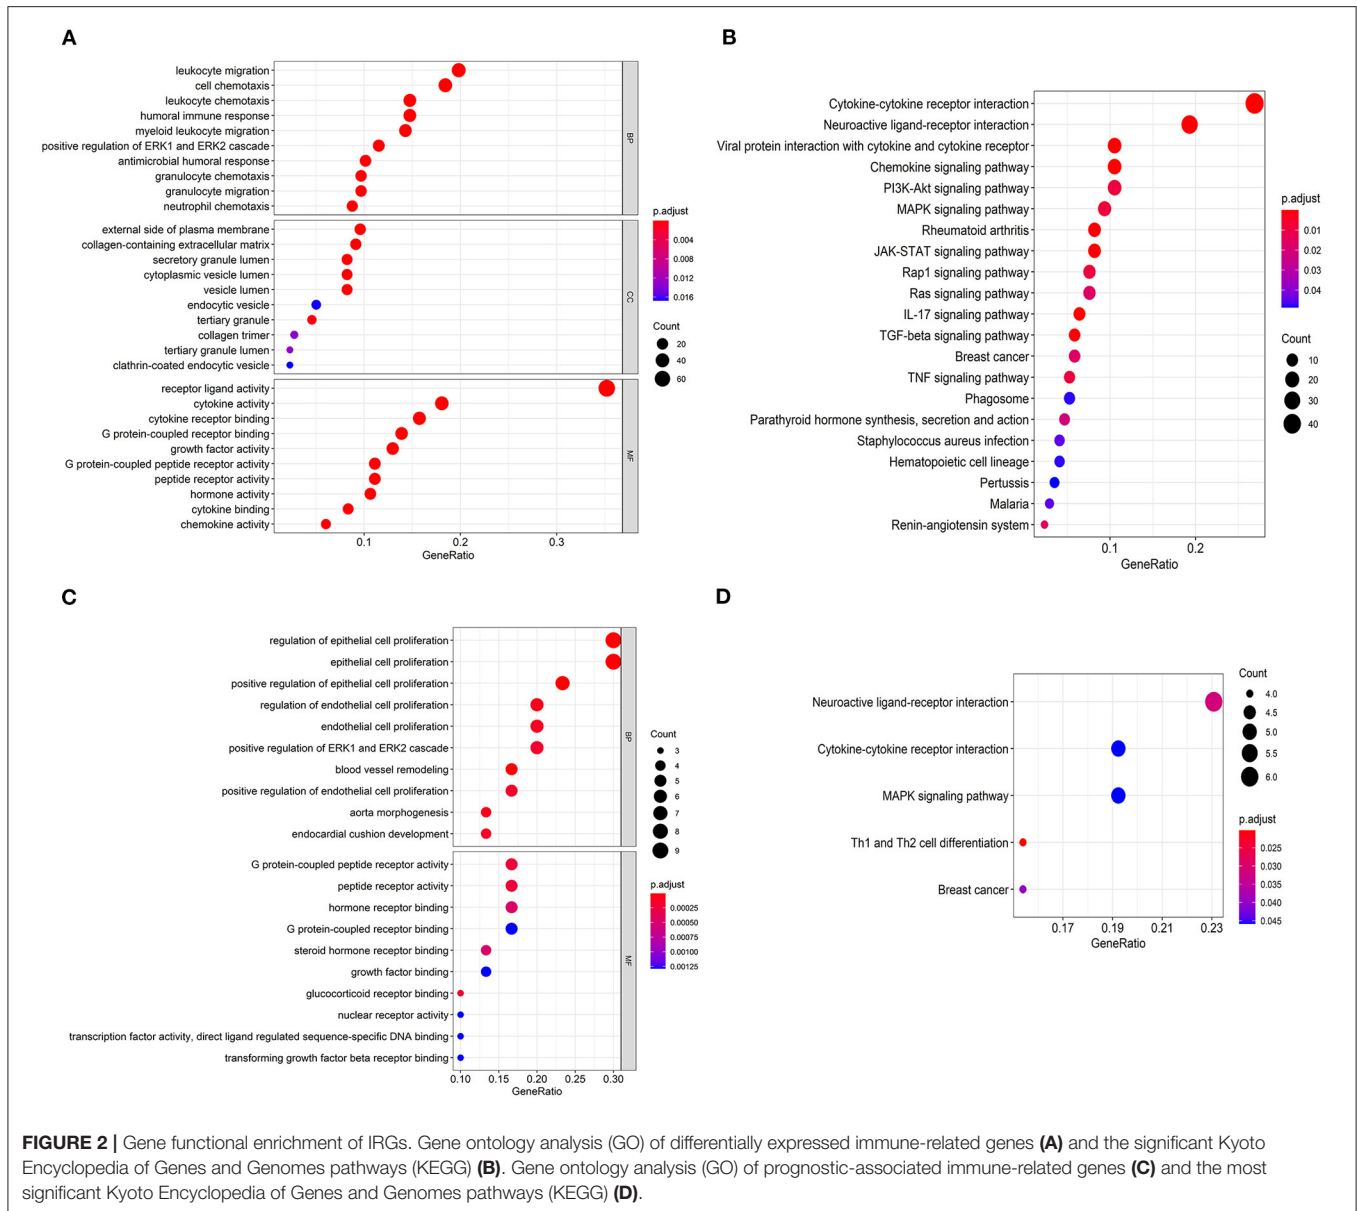 A
leukocyte migration
cell chemotaxis
leukocyte chemotaxis
humoral immune response
myeloid leukocyte migration
positive regulation of ERK1 and ERK2 cascade
antimicrobial humoral response
granulocyte chemotaxis
granulocyte migration
neutrophil chemotaxis
BP
external side of plasma membrane
collagen-containing extracellular matrix
secretory granule lumen
cytoplasmic vesicle lumen
vesicle lumen
endocytic vesicle
tertiary granule
collagen trimer
tertiary granule lumen
clathrin-coated endocytic vesicle
CC
receptor ligand activity
cytokine activity
cytokine receptor binding
G protein-coupled receptor binding
growth factor activity
G protein-coupled peptide receptor activity
peptide receptor activity
hormone activity
cytokine binding
chemokine activity
MF
0.1 0.2 0.3
GeneRatio
p.adjust
0.004
0.008
0.012
0.016
Count
20
40
60
B
Cytokine-cytokine receptor interaction
Neuroactive ligand-receptor interaction
Viral protein interaction with cytokine and cytokine receptor
Chemokine signaling pathway
PI3K-Akt signaling pathway
MAPK signaling pathway
Rheumatoid arthritis
JAK-STAT signaling pathway
Rap1 signaling pathway
Ras signaling pathway
IL-17 signaling pathway
TGF-beta signaling pathway
Breast cancer
TNF signaling pathway
Phagosome
Parathyroid hormone synthesis, secretion and action
Staphylococcus aureus infection
Hematopoietic cell lineage
Pertussis
Malaria
Renin-angiotensin system
0.1 0.2
GeneRatio
p.adjust
0.01
0.02
0.03
0.04
Count
10
20
30
40
C
regulation of epithelial cell proliferation
epithelial cell proliferation
positive regulation of epithelial cell proliferation
regulation of endothelial cell proliferation
endothelial cell proliferation
positive regulation of ERK1 and ERK2 cascade
blood vessel remodeling
positive regulation of endothelial cell proliferation
aorta morphogenesis
endocardial cushion development
BP
G protein-coupled peptide receptor activity
peptide receptor activity
hormone receptor binding
G protein-coupled receptor binding
steroid hormone receptor binding
growth factor binding
glucocorticoid receptor binding
nuclear receptor activity
transcription factor activity, direct ligand regulated sequence-specific DNA binding
transforming growth factor beta receptor binding
MF
0.10 0.15 0.20 0.25 0.30
GeneRatio
Count
3
4
5
6
7
8
9
p.adjust
0.00025
0.00050
0.00075
0.00100
0.00125
D
Neuroactive ligand-receptor interaction
Cytokine-cytokine receptor interaction
MAPK signaling pathway
Th1 and Th2 cell differentiation
Breast cancer
0.17 0.19 0.21 0.23
GeneRatio
Count
4.0
4.5
5.0
5.5
6.0
p.adjust
0.025
0.030
0.035
0.040
0.045
FIGURE 2 | Gene functional enrichment of IRGs. Gene ontology analysis (GO) of differentially expressed immune-related genes (A) and the significant Kyoto
Encyclopedia of Genes and Genomes pathways (KEGG) (B). Gene ontology analysis (GO) of prognostic-associated immune-related genes (C) and the most
significant Kyoto Encyclopedia of Genes and Genomes pathways (KEGG) (D).